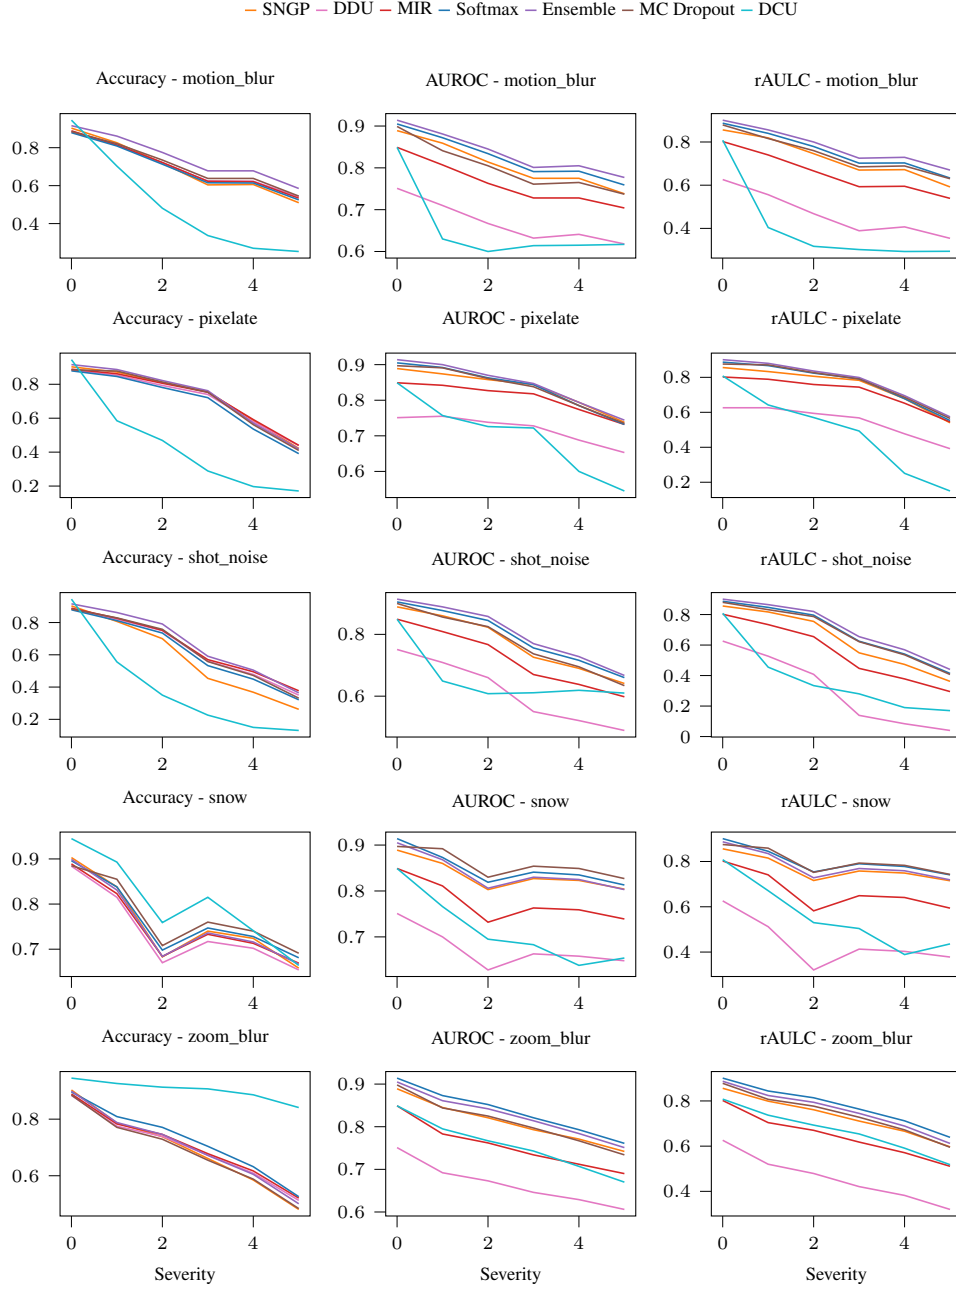 SNGP DDU MIR Softmax Ensemble MC Dropout DCU
Accuracy - motion_blur AUROC - motion_blur rAULC - motion_blur
0.8 0.4 0 2 4
0.9 0.8 0.7 0.6 0 2 4
0.8 0.6 0.4 0 2 4
Accuracy - pixelate AUROC - pixelate rAULC - pixelate
0.8 0.6 0.4 0.2 0 2 4
0.9 0.8 0.7 0.6 0 2 4
0.8 0.6 0.4 0.2 0 2 4
Accuracy - shot_noise AUROC - shot_noise rAULC - shot_noise
0.8 0.6 0.4 0.2 0 2 4
0.8 0.6 0 2 4
0.8 0.6 0.4 0.2 0 0 2 4
Accuracy - snow AUROC - snow rAULC - snow
0.9 0.8 0.7 0 2 4
0.9 0.8 0.7 0 2 4
0.8 0.6 0.4 0 2 4
Accuracy - zoom_blur AUROC - zoom_blur rAULC - zoom_blur
0.8 0.6 0 2 4
0.9 0.8 0.7 0.6 0 2 4
0.8 0.6 0.4 0 2 4
Severity Severity Severity